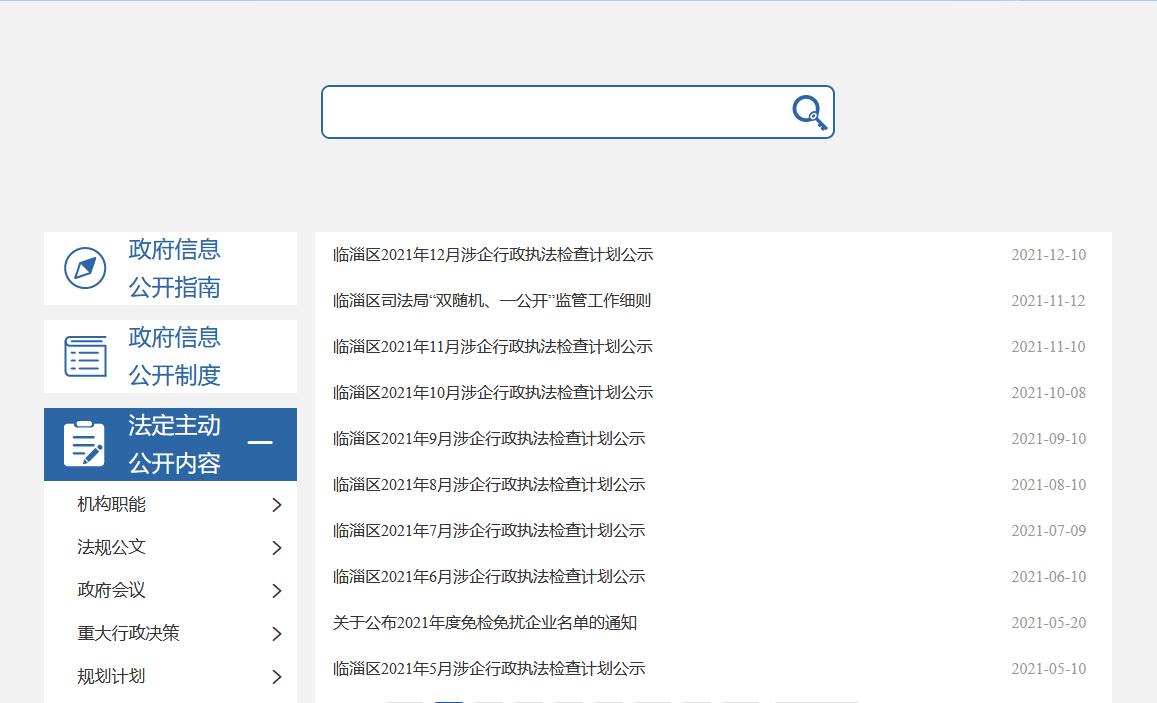 政府信息
公开指南
政府信息
公开制度
法定主动
公开内容
机构职能
法规公文
政府会议
重大行政决策
规划计划
临淄区2021年12月涉企行政执法检查计划公示 2021-12-10
临淄区司法局“双随机、一公开”监管工作细则 2021-11-12
临淄区2021年11月涉企行政执法检查计划公示 2021-11-10
临淄区2021年10月涉企行政执法检查计划公示 2021-10-08
临淄区2021年9月涉企行政执法检查计划公示 2021-09-10
临淄区2021年8月涉企行政执法检查计划公示 2021-08-10
临淄区2021年7月涉企行政执法检查计划公示 2021-07-09
临淄区2021年6月涉企行政执法检查计划公示 2021-06-10
关于公布2021年度免检免扰企业名单的通知 2021-05-20
临淄区2021年5月涉企行政执法检查计划公示 2021-05-10